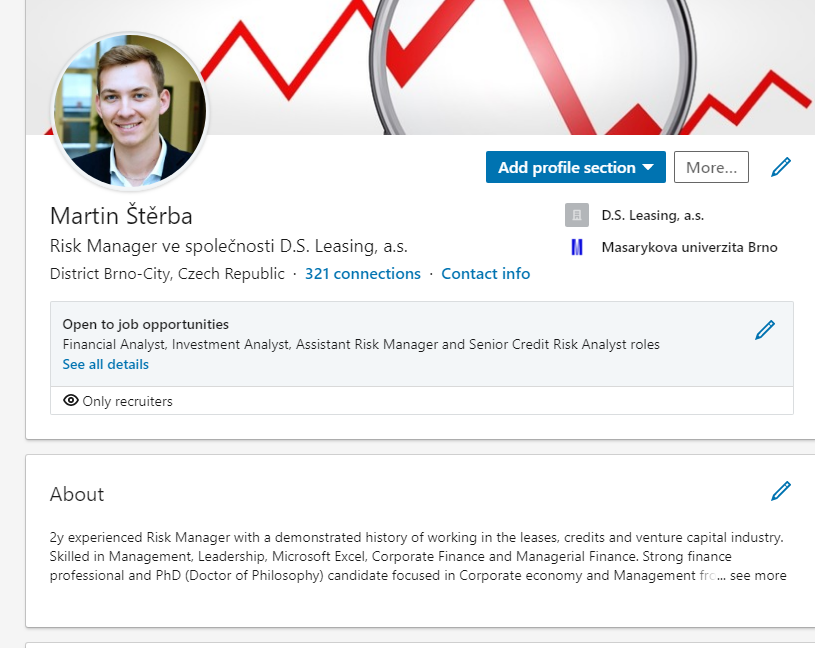 Add profile section
More...
Martin Štěrba
D.S. Leasing, a.s.
Risk Manager ve společnosti D.S. Leasing, a.s.
Masarykova univerzita Brno
District Brno-City, Czech Republic · 321 connections · Contact info
Open to job opportunities
Financial Analyst, Investment Analyst, Assistant Risk Manager and Senior Credit Risk Analyst roles
See all details
Only recruiters
About
2y experienced Risk Manager with a demonstrated history of working in the leases, credits and venture capital industry.
Skilled in Management, Leadership, Microsoft Excel, Corporate Finance and Managerial Finance. Strong finance
professional and PhD (Doctor of Philosophy) candidate focused in Corporate economy and Management ... see more